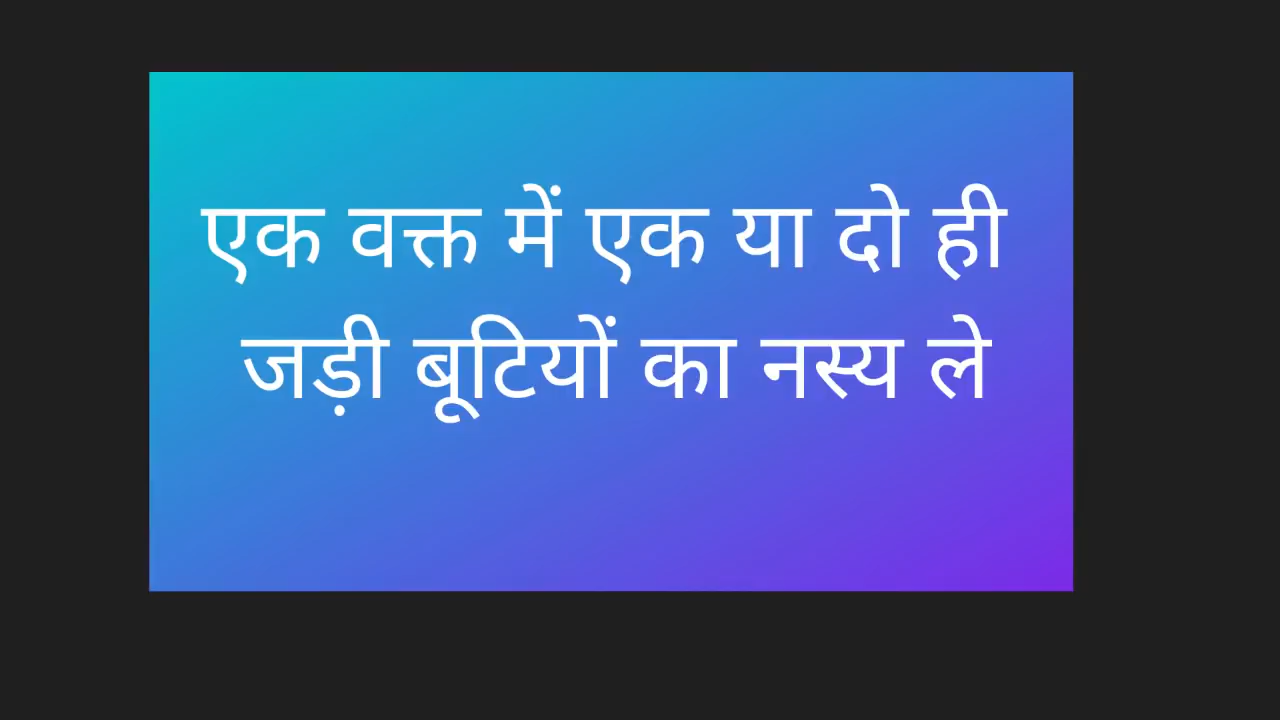 एक वक्त में एक या दो ही
जड़ी बूटियों का नस्य ले